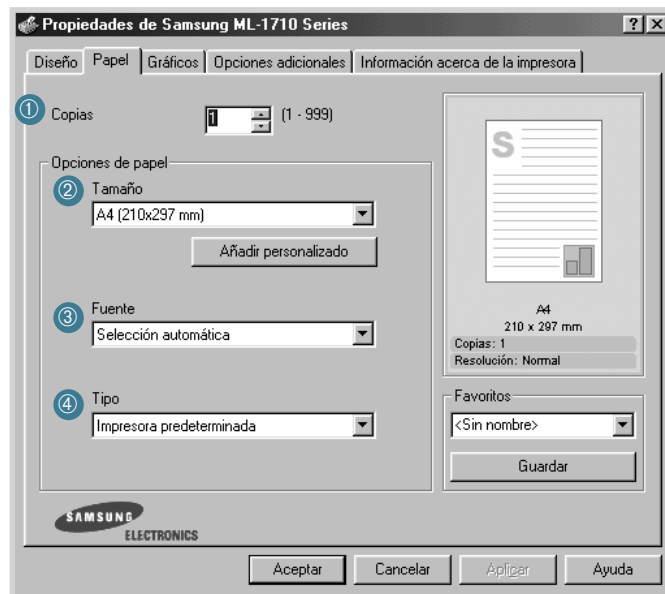 Propiedades de Samsung ML-1710 Series
Diseño Papel Gráficos Opciones adicionales Información acerca de la impresora
① Copias 1 (1 - 999)
Opciones de papel
② Tamaño
A4 (210x297 mm)
Añadir personalizado
③ Fuente
Selección automática
④ Tipo
Impresora predeterminada
S
A4
210 x 297 mm
Copias: 1
Resolución: Normal
Favoritos
<Sin nombre>
Guardar
SAMSUNG
ELECTRONICS
Aceptar Cancelar Aplicar Ayuda